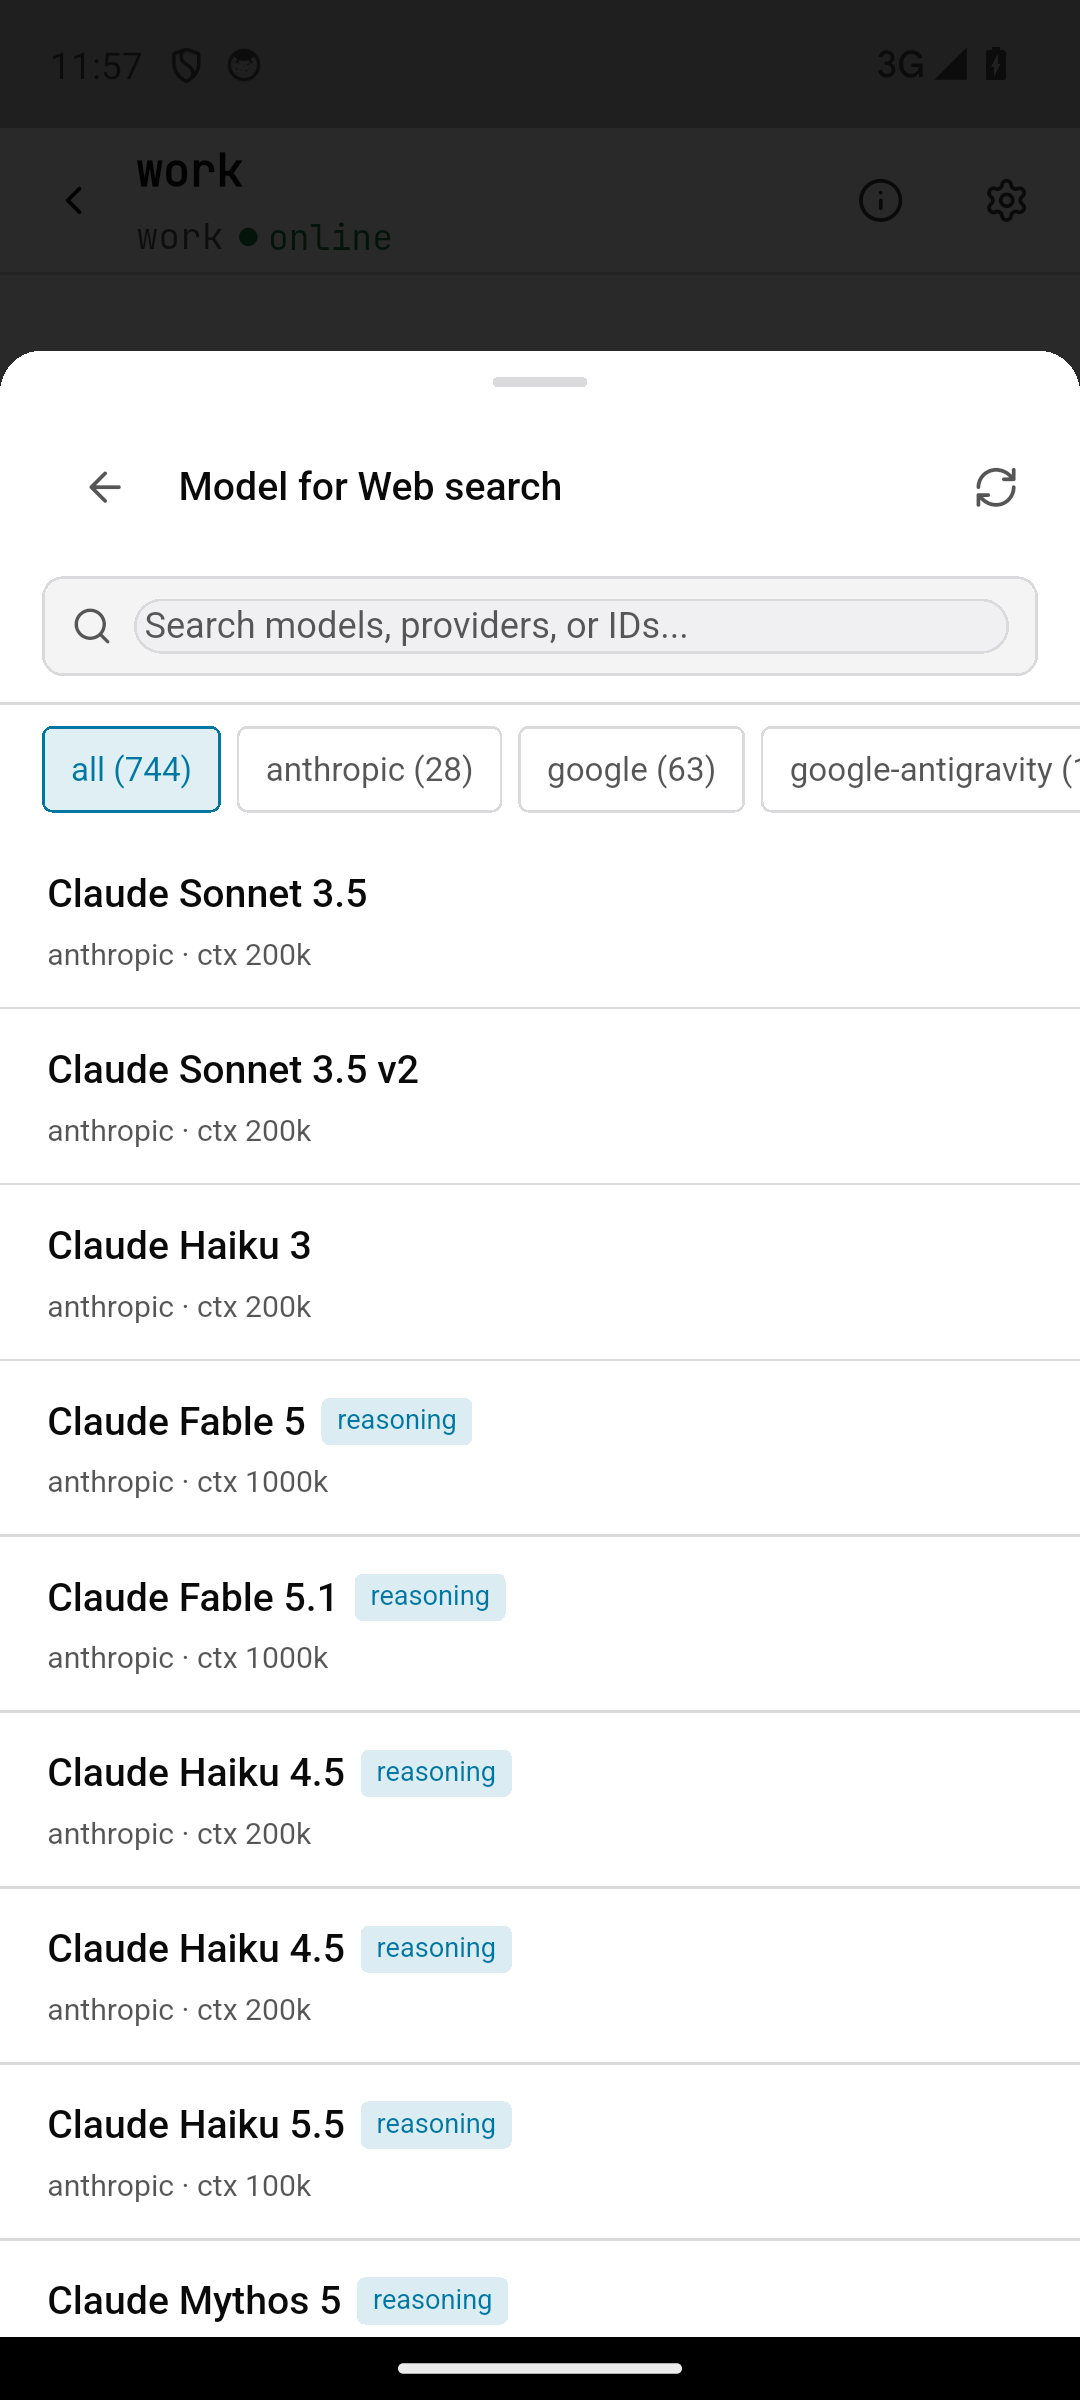 11:57
3G
work
work ● online
Model for Web search
Search models, providers, or IDs...
all (744)
anthropic (28)
google (63)
google-antigravity (1
Claude Sonnet 3.5
anthropic · ctx 200k
Claude Sonnet 3.5 v2
anthropic · ctx 200k
Claude Haiku 3
anthropic · ctx 200k
Claude Fable 5 reasoning
anthropic · ctx 1000k
Claude Fable 5.1 reasoning
anthropic · ctx 1000k
Claude Haiku 4.5 reasoning
anthropic · ctx 200k
Claude Haiku 4.5 reasoning
anthropic · ctx 200k
Claude Haiku 5.5 reasoning
anthropic · ctx 100k
Claude Mythos 5 reasoning